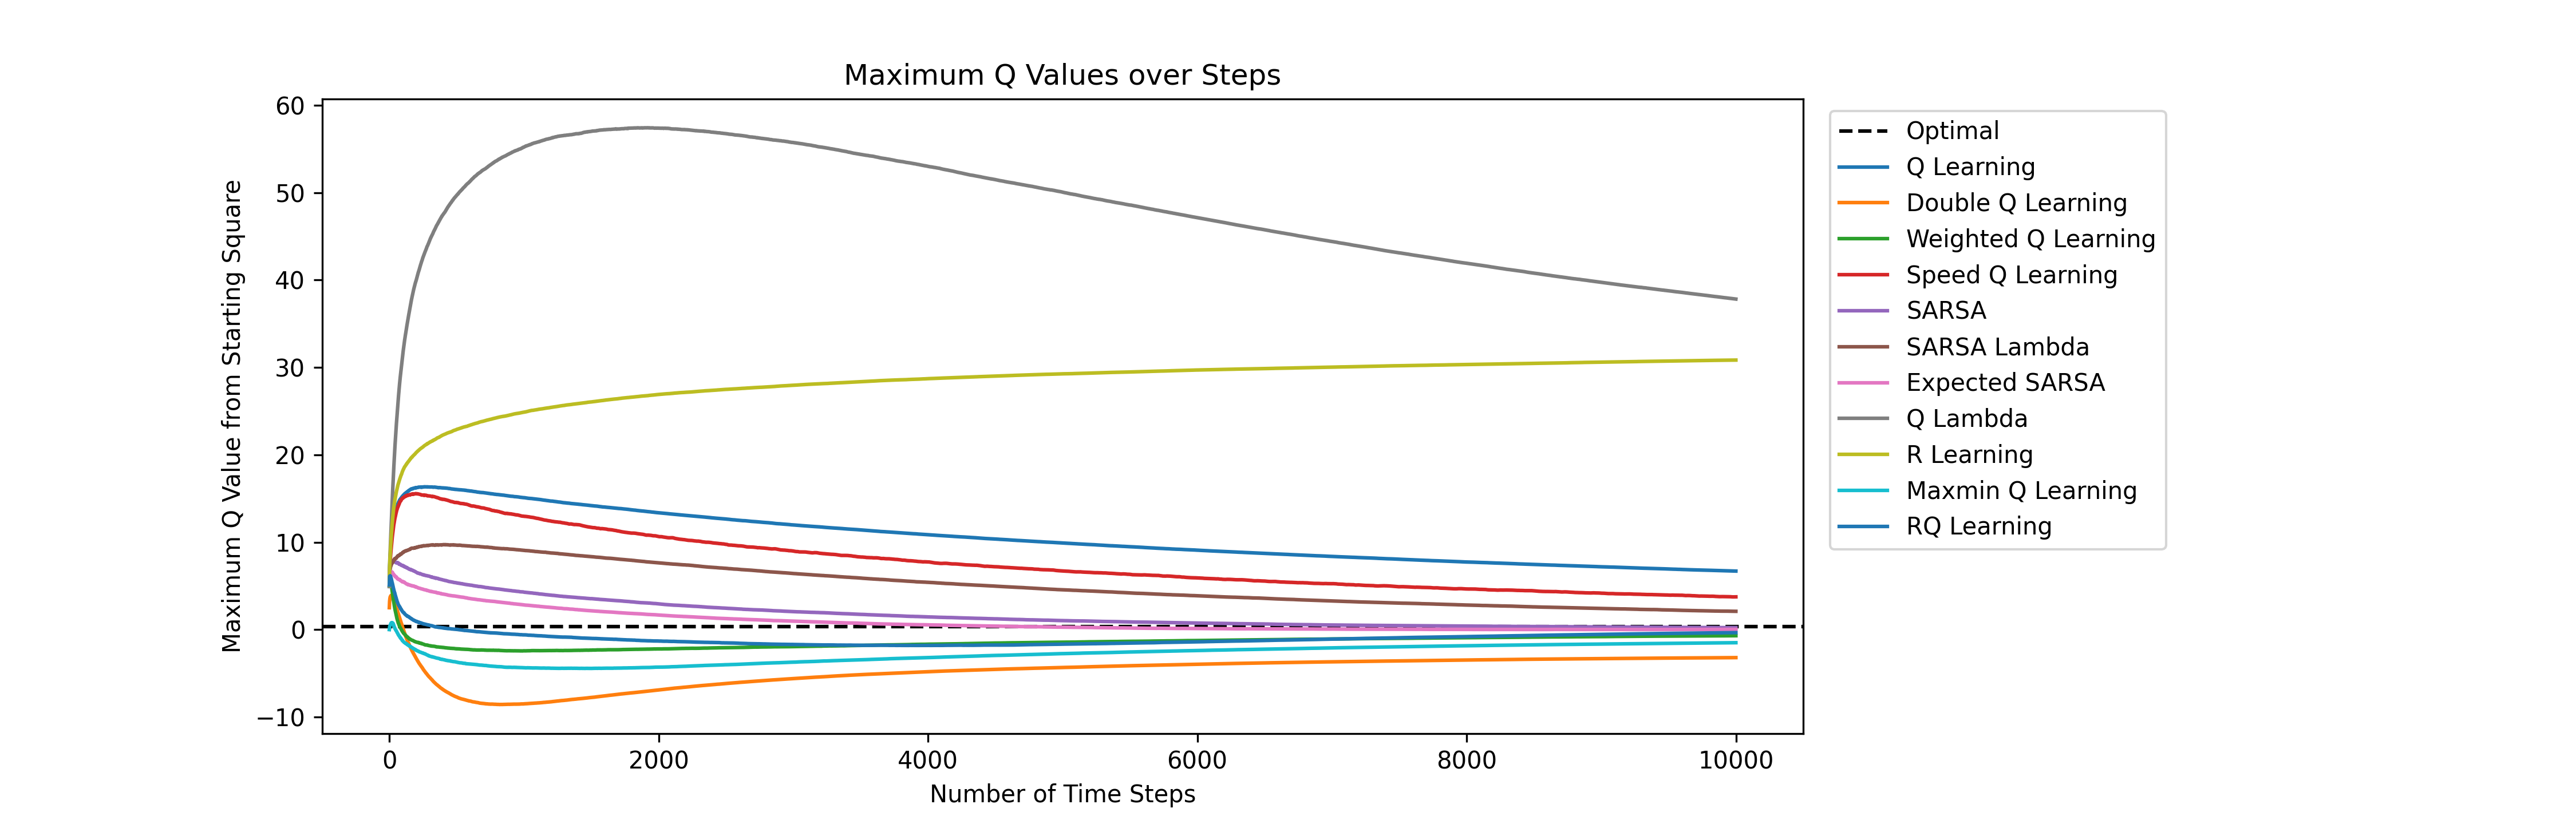 Maximum Q Values over Steps
Maximum Q Value from Starting Square
60
50
40
30
20
10
0
−10
0
2000
4000
6000
8000
10000
Number of Time Steps
Optimal
Q Learning
Double Q Learning
Weighted Q Learning
Speed Q Learning
SARSA
SARSA Lambda
Expected SARSA
Q Lambda
R Learning
Maxmin Q Learning
RQ Learning